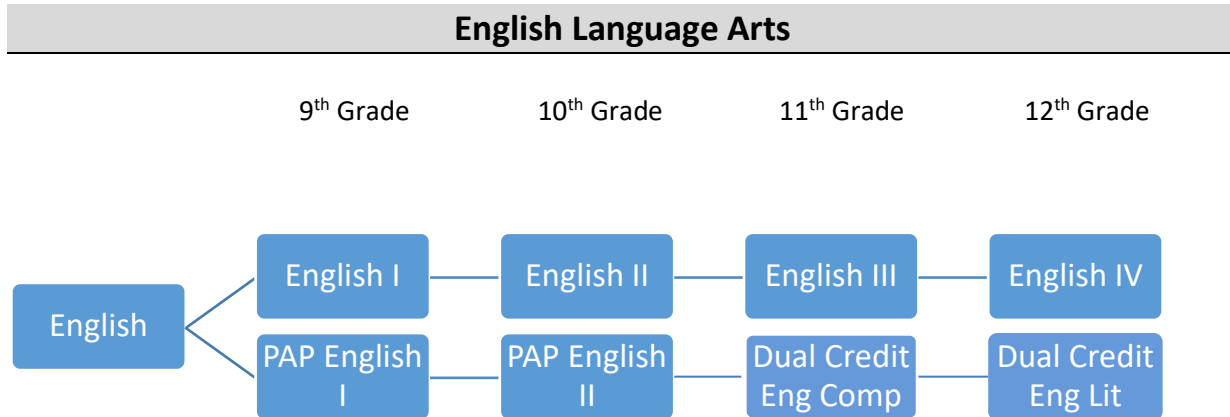 English Language Arts
9th Grade 10th Grade 11th Grade 12th Grade
English I English II English III English IV
English
PAP English PAP English Dual Credit Dual Credit
I II Eng Comp Eng Lit